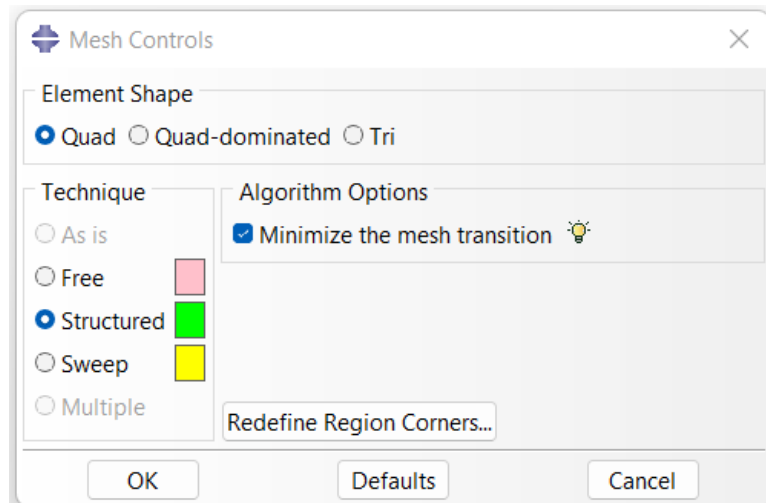 Mesh Controls
Element Shape
Quad Quad-dominated Tri
Technique
As is
Free
Structured
Sweep
Multiple
Algorithm Options
Minimize the mesh transition
Redefine Region Corners...
OK Defaults Cancel